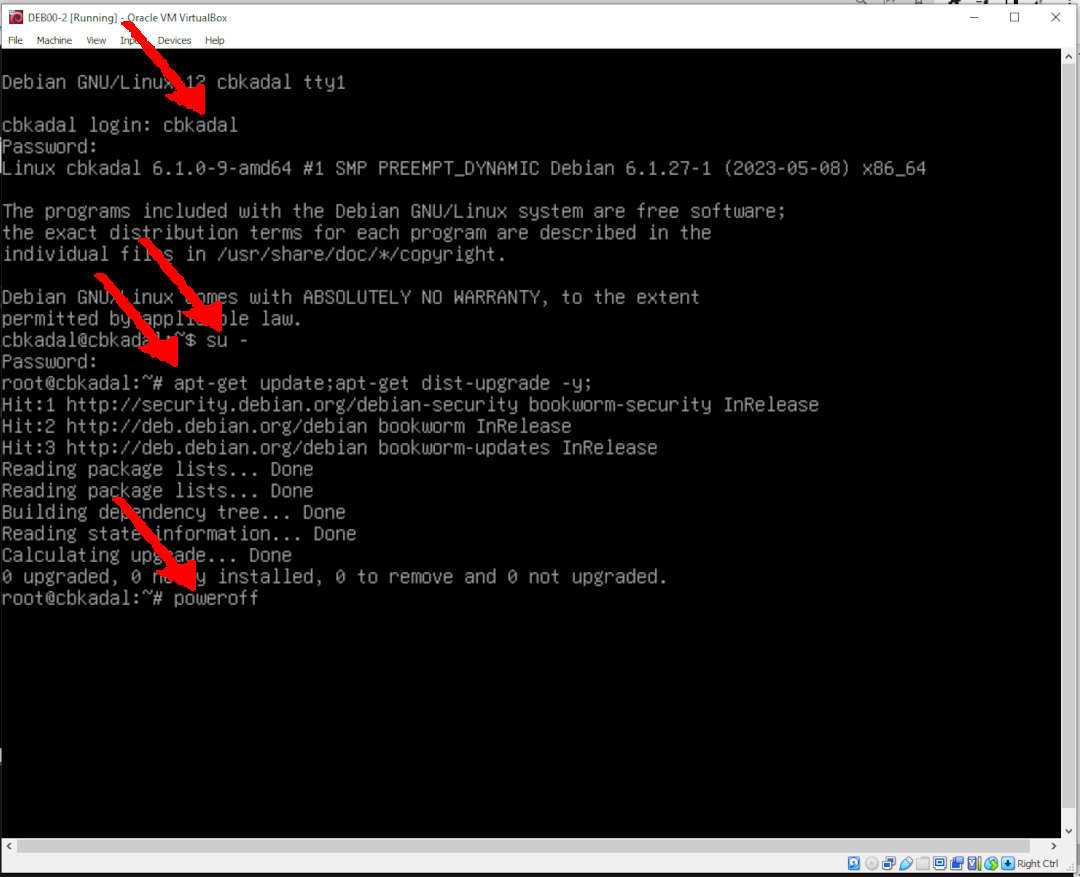 DEB00-2 [Running] - Oracle VM VirtualBox
File Machine View Input Devices Help
Debian GNU/Linux 12 cbkadal tty1
cbkadal login: cbkadal
Password:
Linux cbkadal 6.1.0-9-amd64 #1 SMP PREEMPT_DYNAMIC Debian 6.1.27-1 (2023-05-08) x86_64
The programs included with the Debian GNU/Linux system are free software;
the exact distribution terms for each program are described in the
individual files in /usr/share/doc/*/copyright.
Debian GNU/Linux comes with ABSOLUTELY NO WARRANTY, to the extent
permitted by applicable law.
cbkadal@cbkadal:~$ su -
Password:
root@cbkadal:~# apt-get update;apt-get dist-upgrade -y;
Hit:1 http://security.debian.org/debian-security bookworm-security InRelease
Hit:2 http://deb.debian.org/debian bookworm InRelease
Hit:3 http://deb.debian.org/debian bookworm-updates InRelease
Reading package lists... Done
Reading package lists... Done
Building dependency tree... Done
Reading state information... Done
Calculating upgrade... Done
0 upgraded, 0 newly installed, 0 to remove and 0 not upgraded.
root@cbkadal:~# poweroff
Right Ctrl